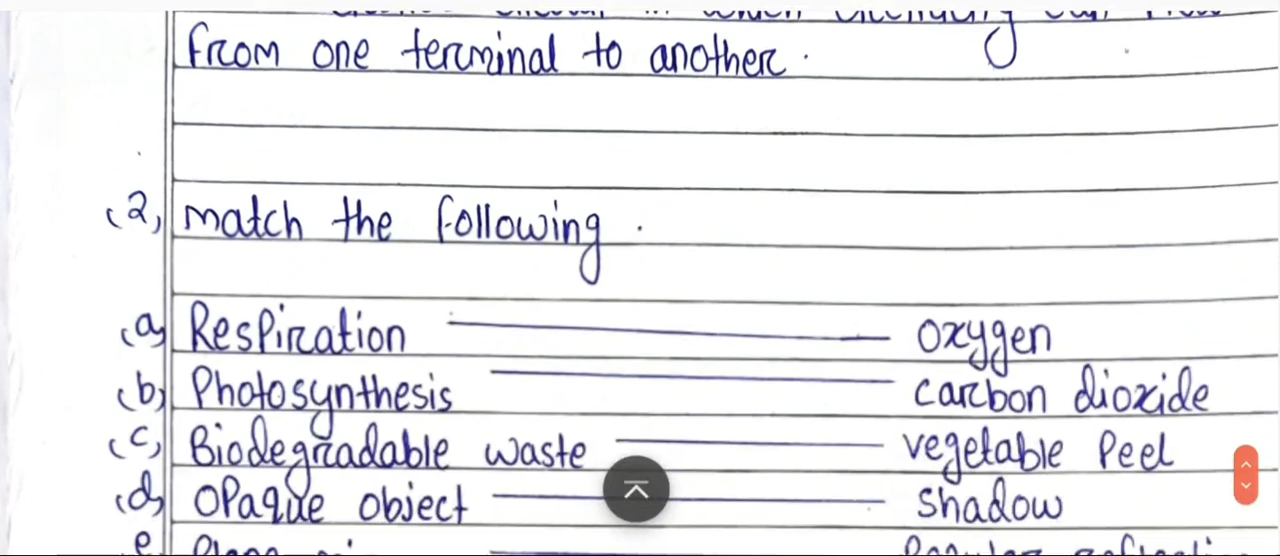 from one terminal to another.
(2) match the following.
(a) Respiration — oxygen
(b) Photosynthesis — carbon dioxide
(c) Biodegradable waste — vegetable Peel
(d) Opaque object — shadow
e